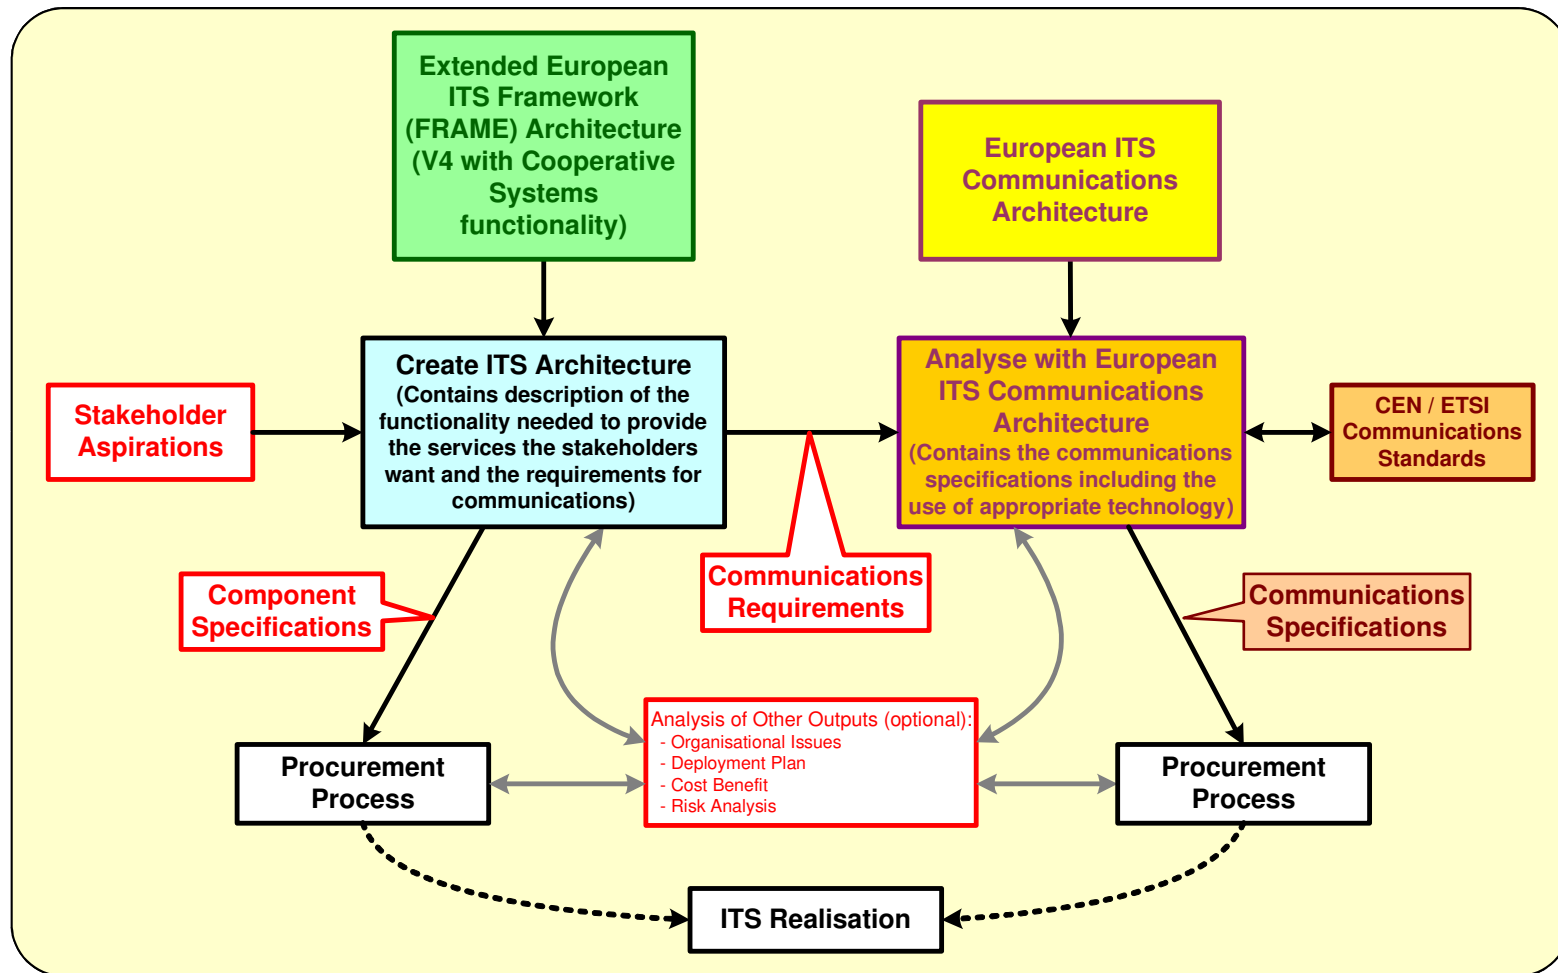 Extended European
ITS Framework
(FRAME) Architecture
(V4 with Cooperative
Systems
functionality)
European ITS
Communications
Architecture
Stakeholder
Aspirations
Create ITS Architecture
(Contains description of the
functionality needed to provide
the services the stakeholders
want and the requirements for
communications)
Analyse with European
ITS Communications
Architecture
(Contains the communications
specifications including the
use of appropriate technology)
CEN / ETSI
Communications
Standards
Component
Specifications
Communications
Requirements
Communications
Specifications
Procurement
Process
Analysis of Other Outputs (optional):
- Organisational Issues
- Deployment Plan
- Cost Benefit
- Risk Analysis
Procurement
Process
ITS Realisation